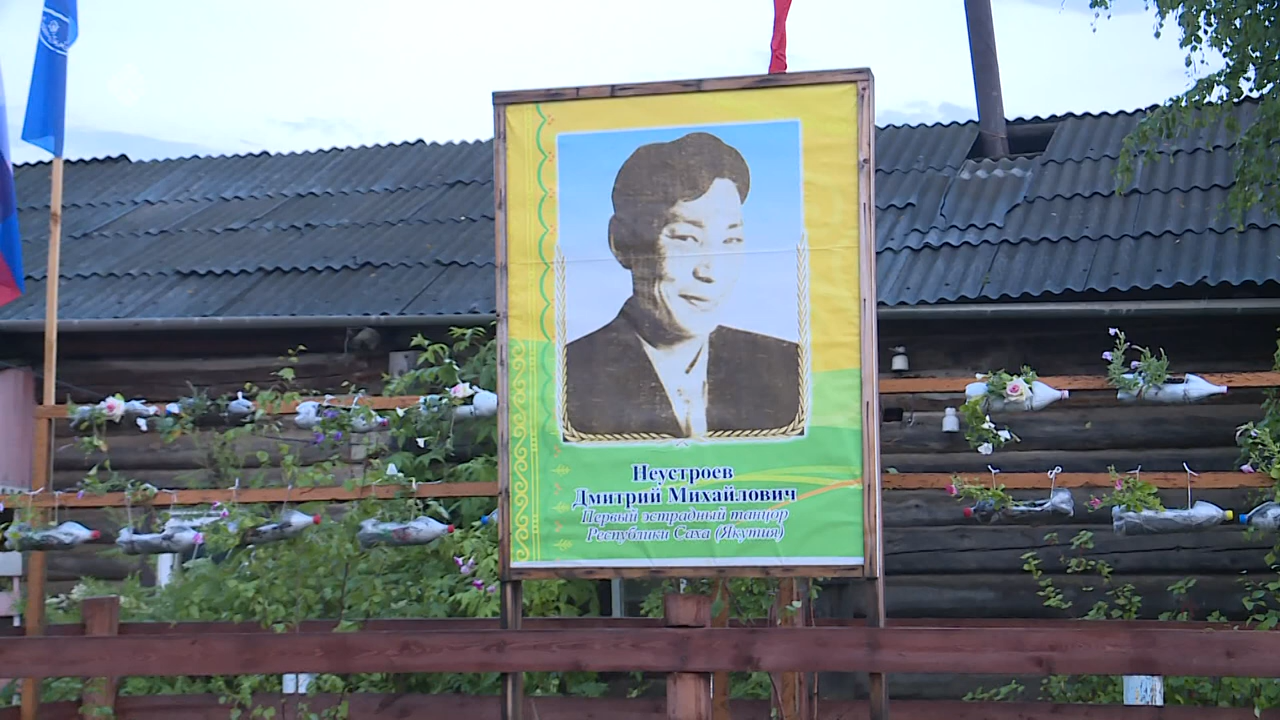 Неустроев
Дмитрий Михайлович
Первый эстрадный танцор
Республики Саха (Якутия)